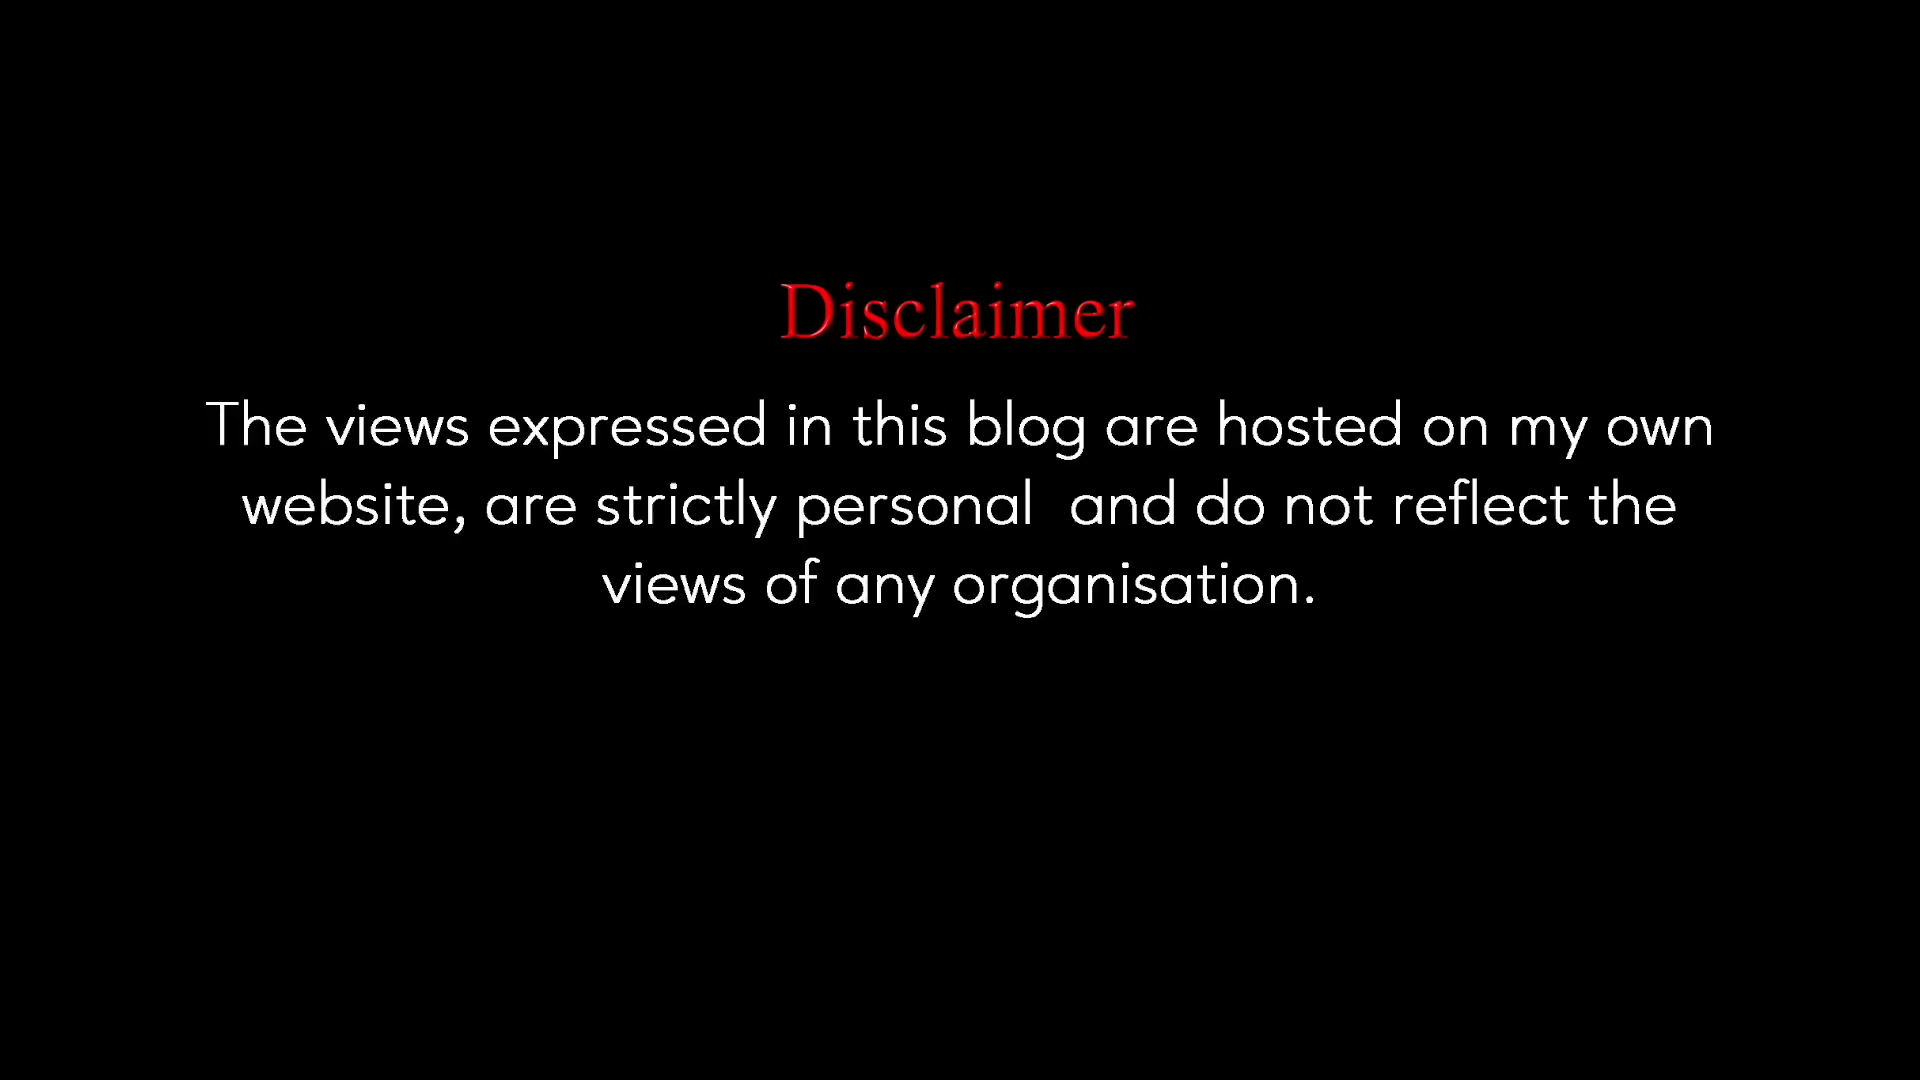 Disclaimer
The views expressed in this blog are hosted on my own
website, are strictly personal  and do not reflect the
views of any organisation.